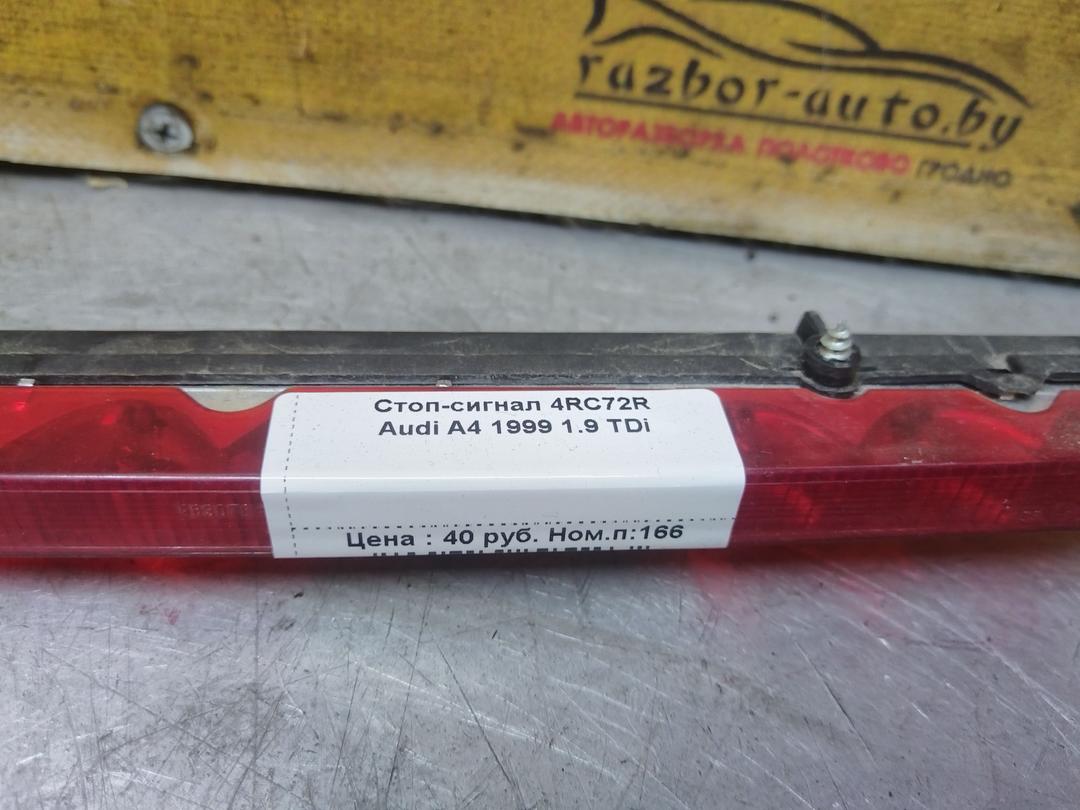 razbor-auto.by
АВТОРАЗБОРКА ПОЛОТКОВО ГРОДНО
Стоп-сигнал 4RC72R
Audi A4 1999 1.9 TDi
Цена : 40 руб. Ном.п:166